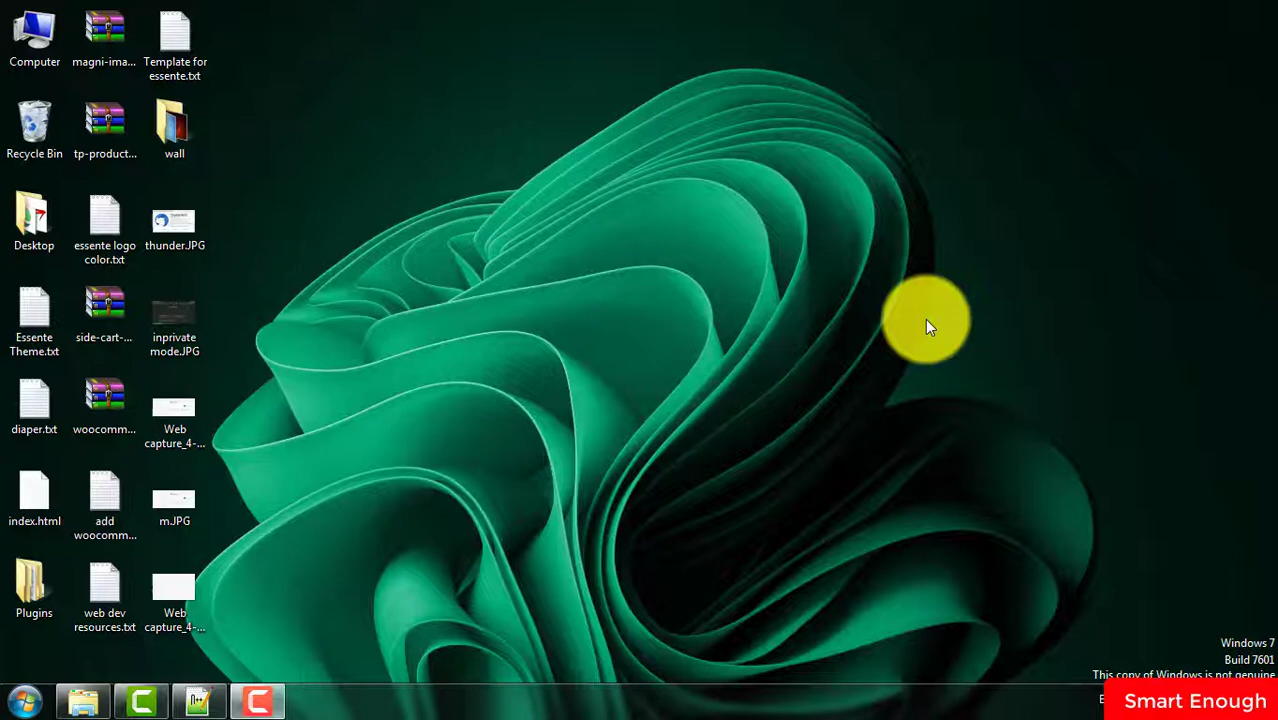 Computer
magni-ima...
Template for
essente.txt
Recycle Bin
tp-product...
wall
Desktop
essente logo
color.txt
thunder.JPG
Essente
Theme.txt
side-cart-...
inprivate
mode.JPG
diaper.txt
woocomm...
Web
capture_4-...
index.html
add
woocomm...
m.JPG
Plugins
web dev
resources.txt
Web
capture_4-...
Windows 7
Build 7601
This copy of Windows is not genuine
Smart Enough